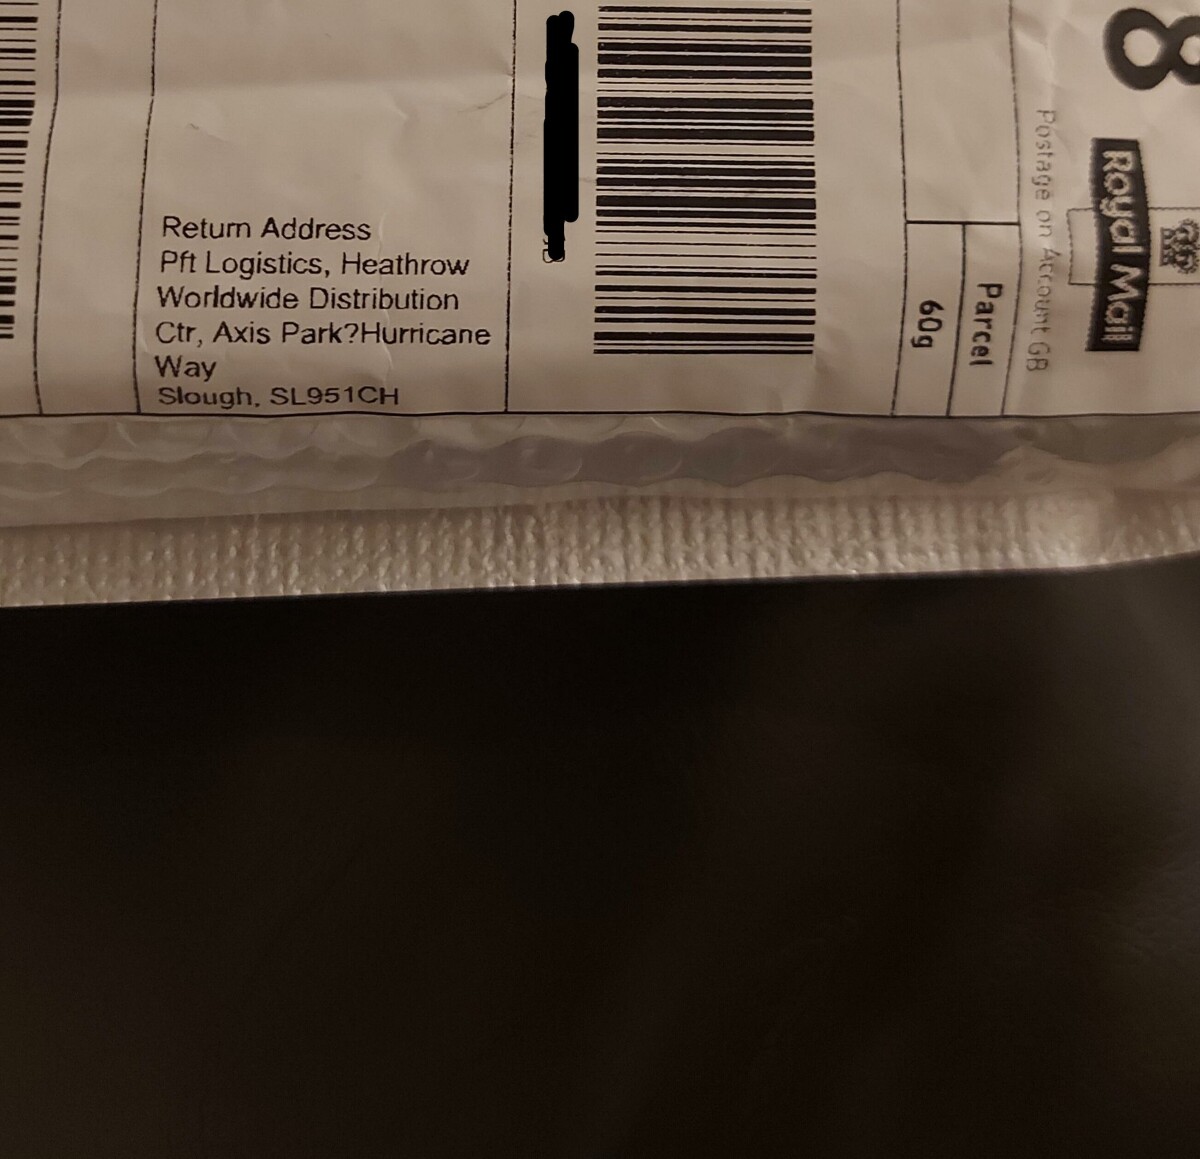 Return Address
Pft Logistics, Heathrow
Worldwide Distribution
Ctr, Axis Park?Hurricane
Way
Slough, SL951CH
8
Royal Mail
Postage on Account GB
Parcel
60g